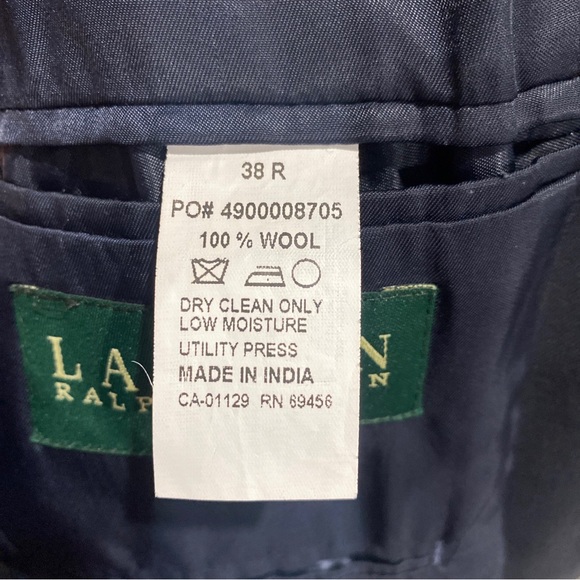 38 R
PO# 4900008705
100 % WOOL
DRY CLEAN ONLY
LOW MOISTURE
UTILITY PRESS
MADE IN INDIA
CA-01129 RN 69456